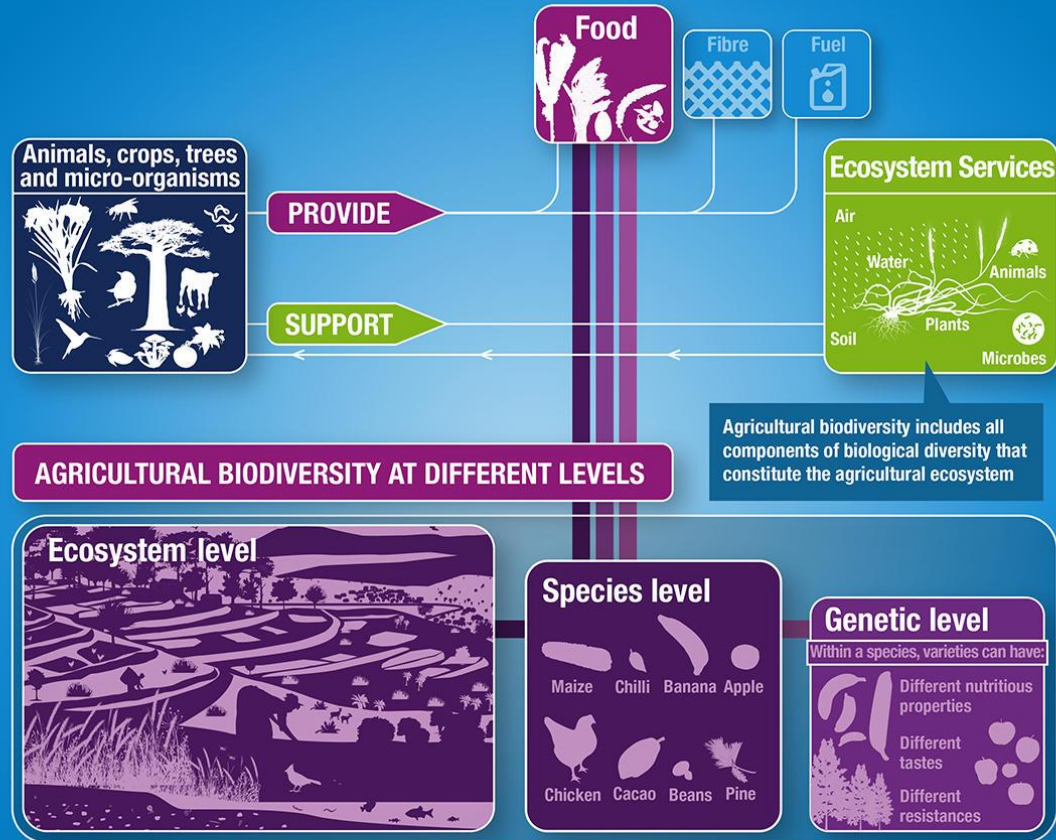 Food
Fibre
Fuel
Animals, crops, trees
and micro-organisms
PROVIDE
SUPPORT
Ecosystem Services
Air
Water
Animals
Plants
Soil
Microbes
Agricultural biodiversity includes all
components of biological diversity that
constitute the agricultural ecosystem
AGRICULTURAL BIODIVERSITY AT DIFFERENT LEVELS
Ecosystem level
Species level
Maize Chilli Banana Apple
Chicken Cacao Beans Pine
Genetic level
Within a species, varieties can have:
Different nutritious
properties
Different
tastes
Different
resistances